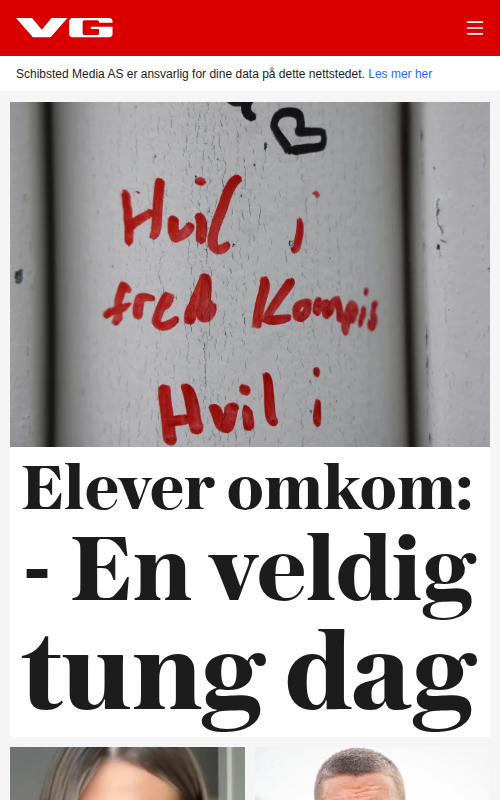 VG
Schibsted Media AS er ansvarlig for dine data på dette nettstedet. Les mer her
Hvil i
fred Kompis
Hvil i
Elever omkom:
- En veldig
tung dag